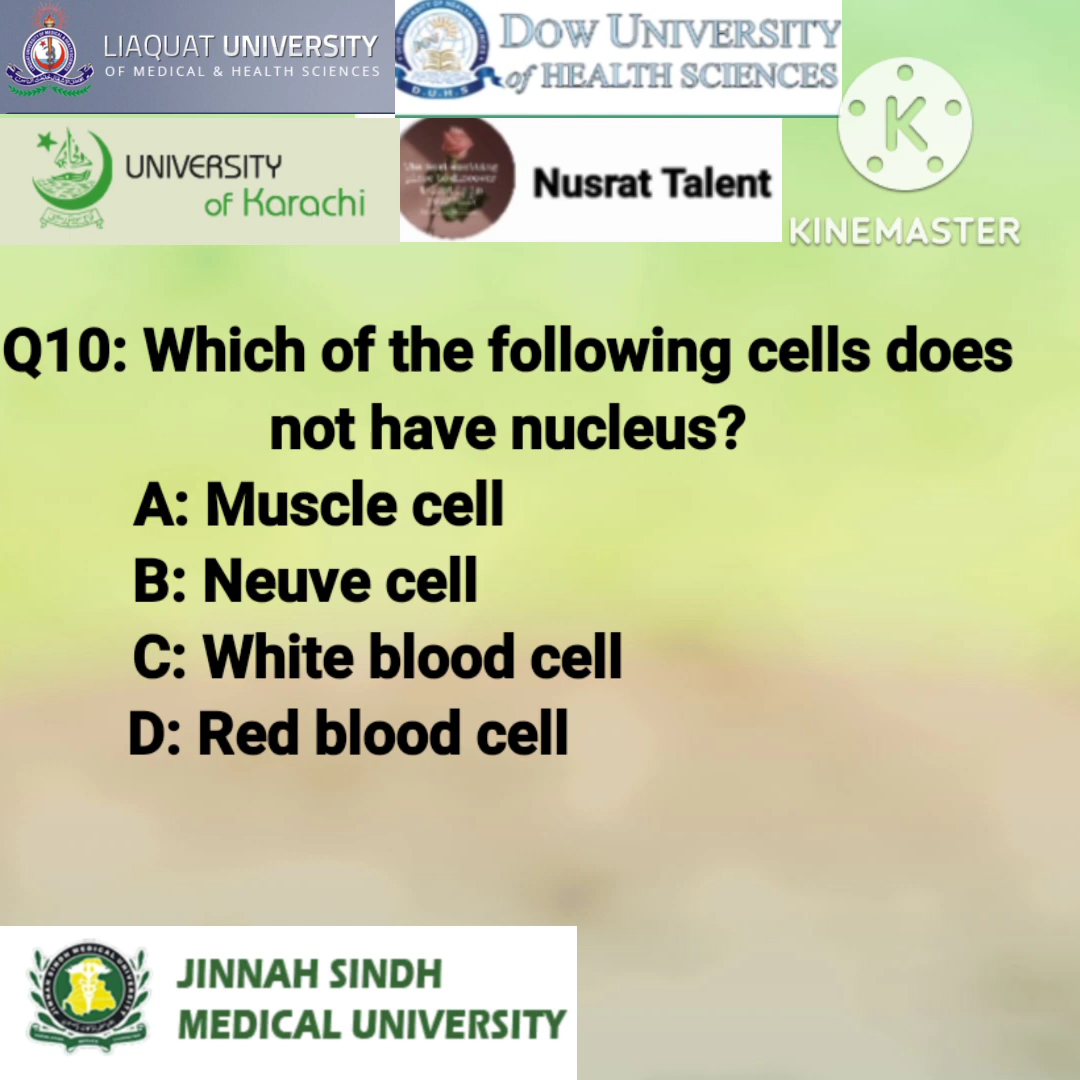 LIAQUAT UNIVERSITY
OF MEDICAL & HEALTH SCIENCES
DOW UNIVERSITY
of HEALTH SCIENCES
D.U.H.S
UNIVERSITY
of Karachi
Nusrat Talent
K
KINEMASTER
Q10: Which of the following cells does
not have nucleus?
A: Muscle cell
B: Neuve cell
C: White blood cell
D: Red blood cell
JINNAH SINDH
MEDICAL UNIVERSITY